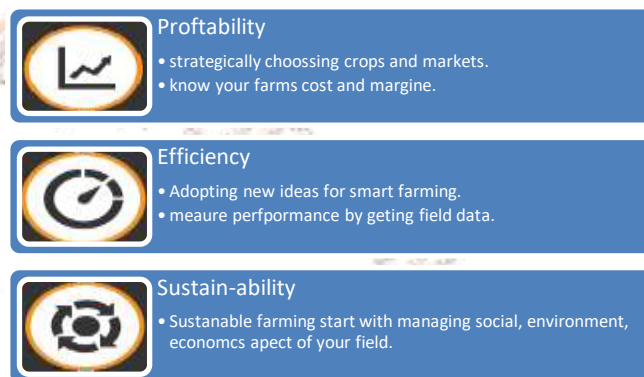 Proftability
• strategically choossing crops and markets.
• know your farms cost and margine.
Efficiency
• Adopting new ideas for smart farming.
• meaure perfpormance by geting field data.
Sustain-ability
• Sustanable farming start with managing social, environment,
economcs apect of your field.